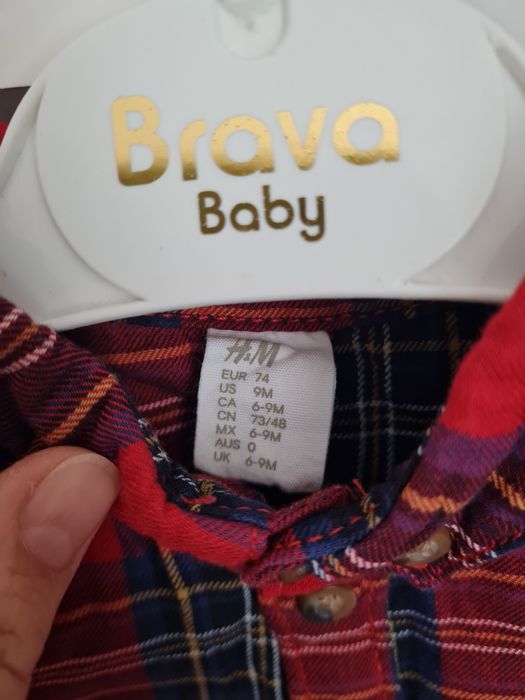 Brava
Baby
H&M
EUR 74
US 9M
CA 6-9M
CN 73/48
MX 6-9M
AUS 0
UK 6-9M